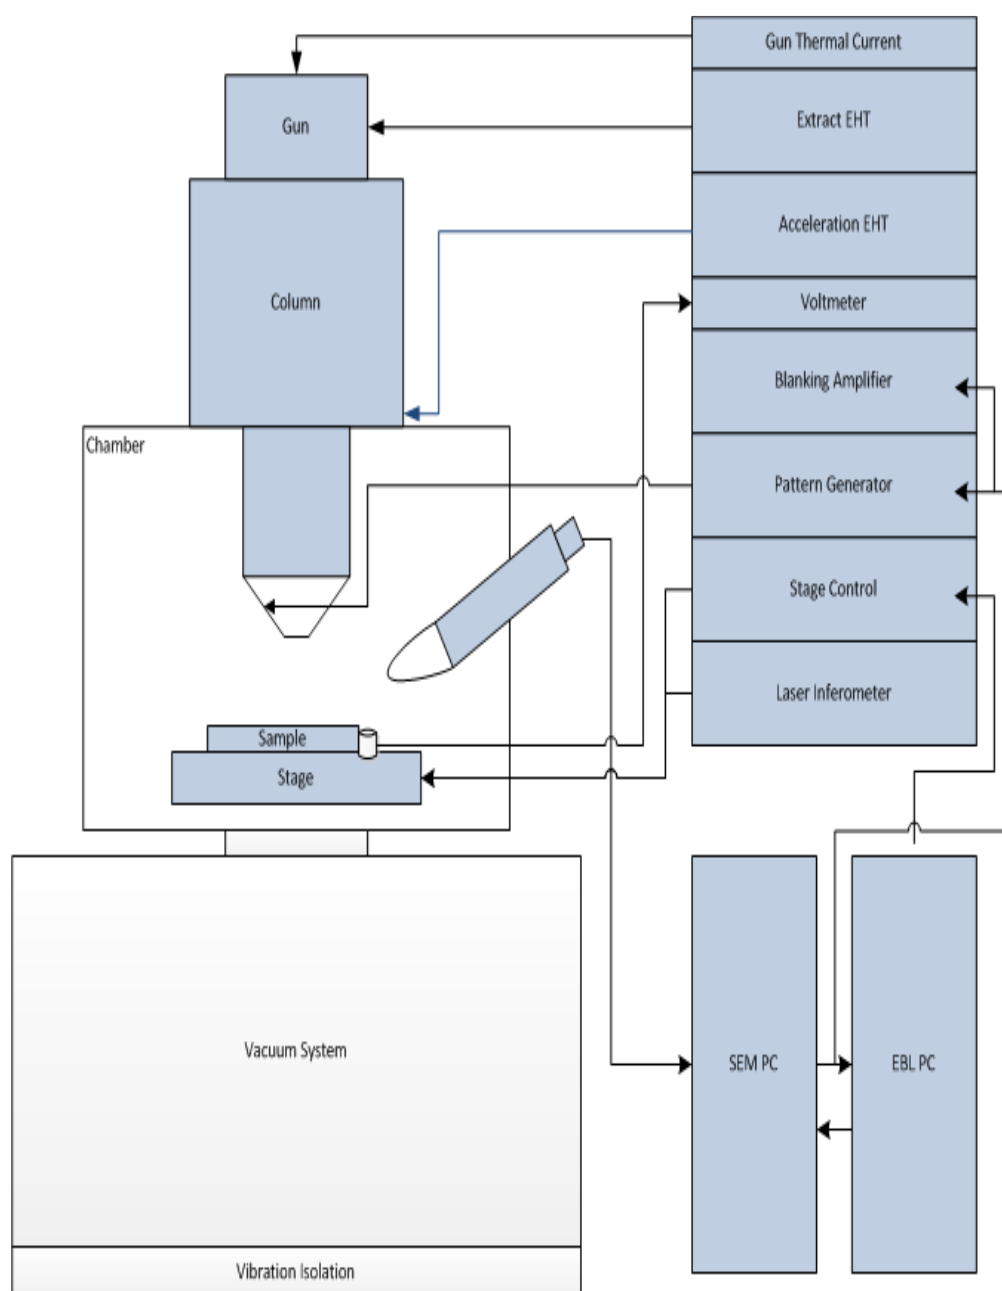 Gun Thermal Current
Gun
Extract EHT
Acceleration EHT
Column
Voltmeter
Blanking Amplifier
Chamber
Pattern Generator
Stage Control
Laser Inferometer
Sample
Stage
Vacuum System
SEM PC
EBL PC
Vibration Isolation